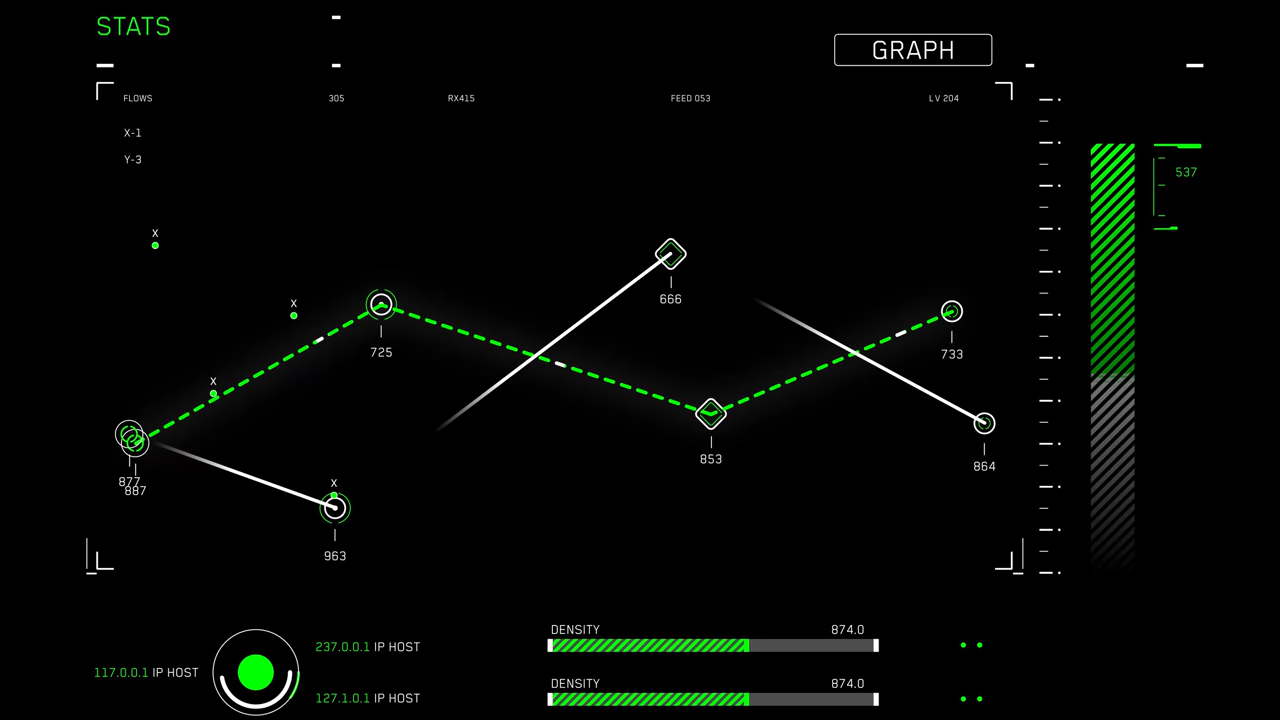 STATS
GRAPH
FLOWS 305 RX415 FEED 053 LV 204
X-1
Y-3
537
X
666
X
725
733
X
853
864
877
887
X
963
DENSITY 874.0
237.0.0.1 IP HOST
117.0.0.1 IP HOST
DENSITY 874.0
127.1.0.1 IP HOST